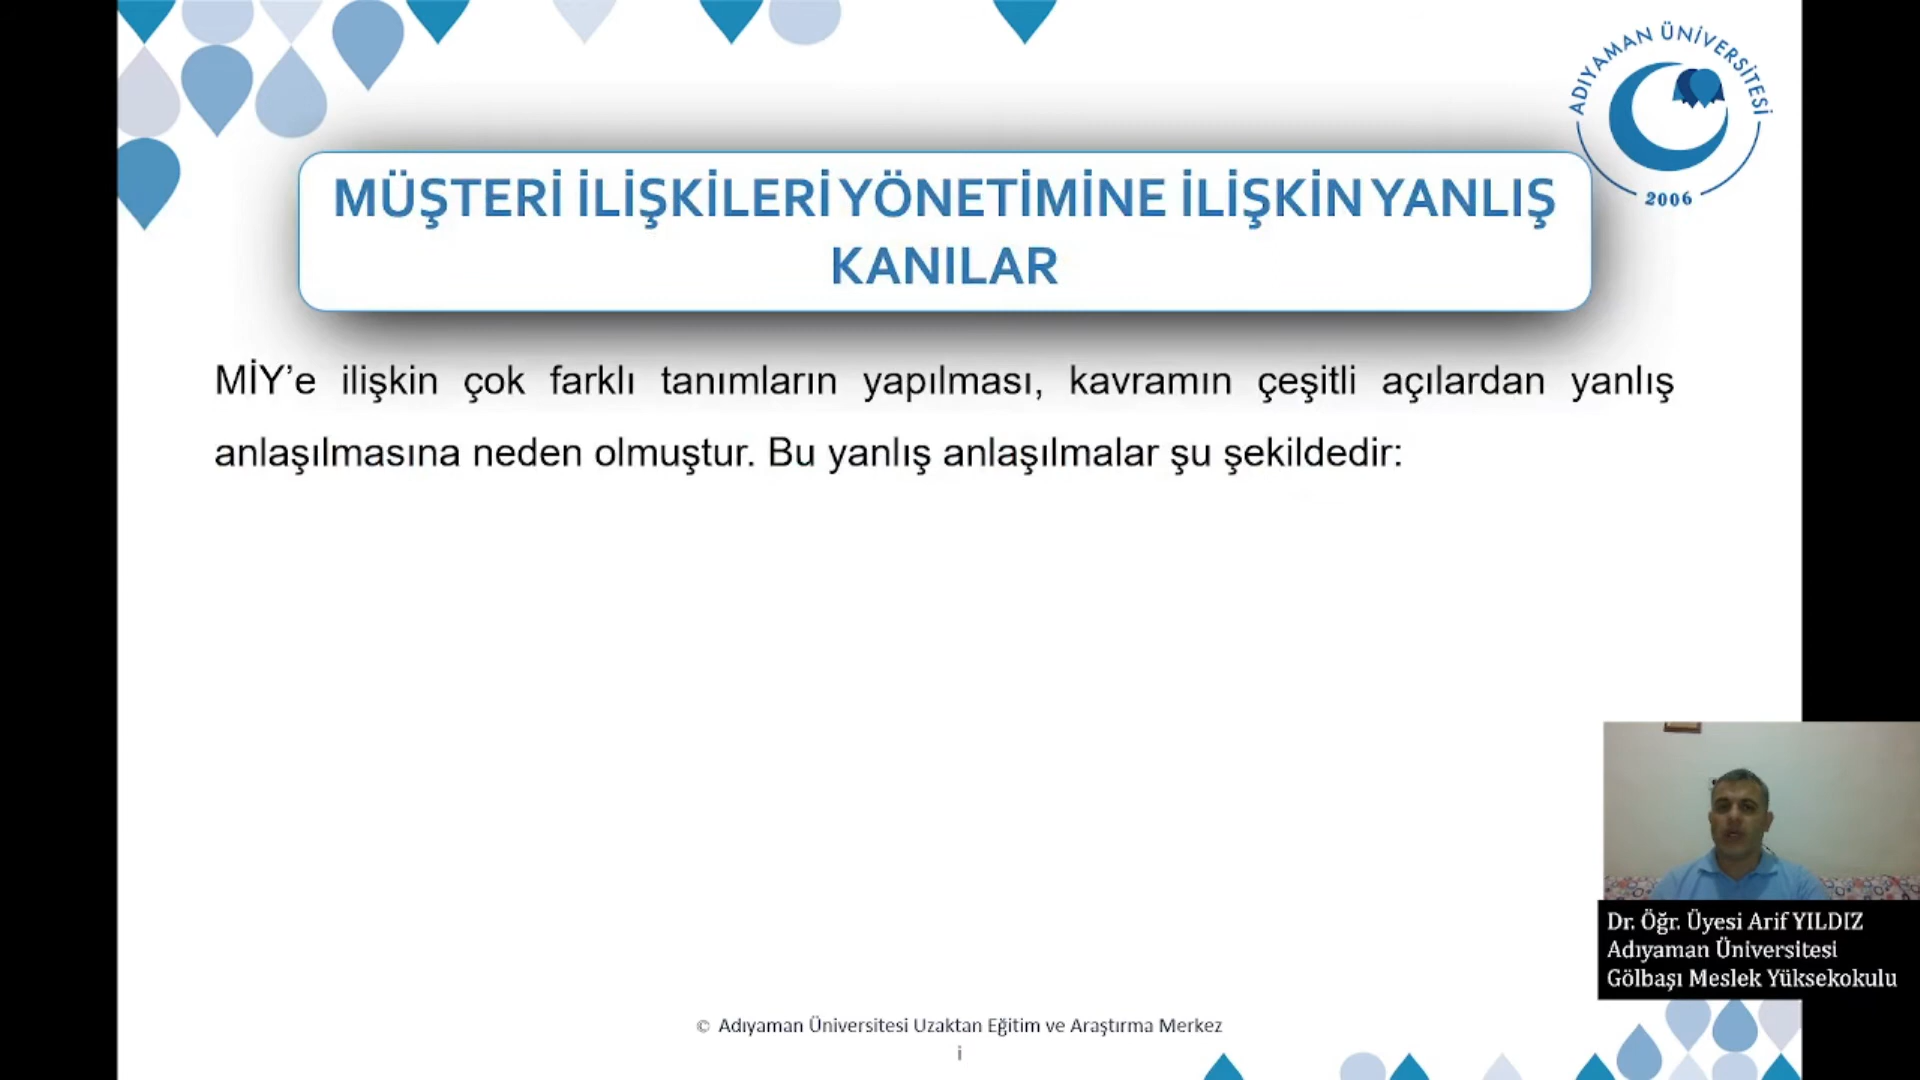 ADIYAMAN ÜNİVERSİTESİ
2006
MÜŞTERİ İLİŞKİLERİ YÖNETİMİNE İLİŞKİN YANLIŞ
KANILAR
MİY’e ilişkin çok farklı tanımların yapılması, kavramın çeşitli açılardan yanlış
anlaşılmasına neden olmuştur. Bu yanlış anlaşılmalar şu şekildedir:
Dr. Öğr. Üyesi Arif YILDIZ
Adıyaman Üniversitesi
Gölbaşı Meslek Yüksekokulu
© Adıyaman Üniversitesi Uzaktan Eğitim ve Araştırma Merkez
i